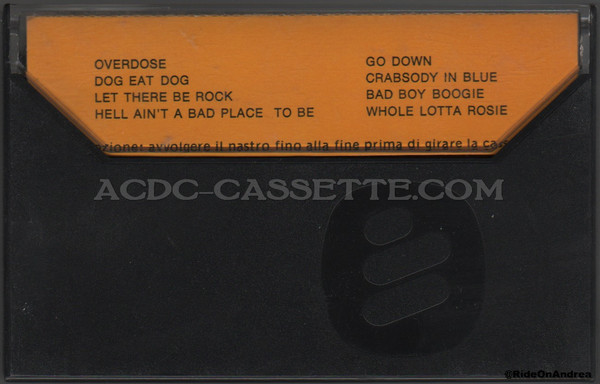 OVERDOSE
DOG EAT DOG
LET THERE BE ROCK
HELL AIN'T A BAD PLACE TO BE
GO DOWN
CRABSODY IN BLUE
BAD BOY BOOGIE
WHOLE LOTTA ROSIE
avvolgere il nastro fino alla fine prima di girare la
ACDC-CASSETTE.COM
©RideOnAndrea